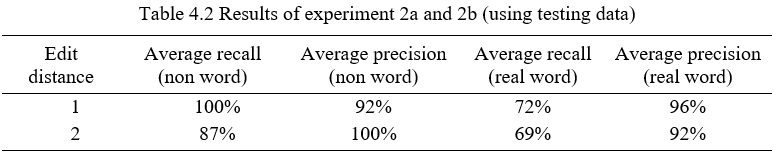 Table 4.2 Results of experiment 2a and 2b (using testing data)
Edit distance Average recall (non word) Average precision (non word) Average recall (real word) Average precision (real word)
1 100% 92% 72% 96%
2 87% 100% 69% 92%